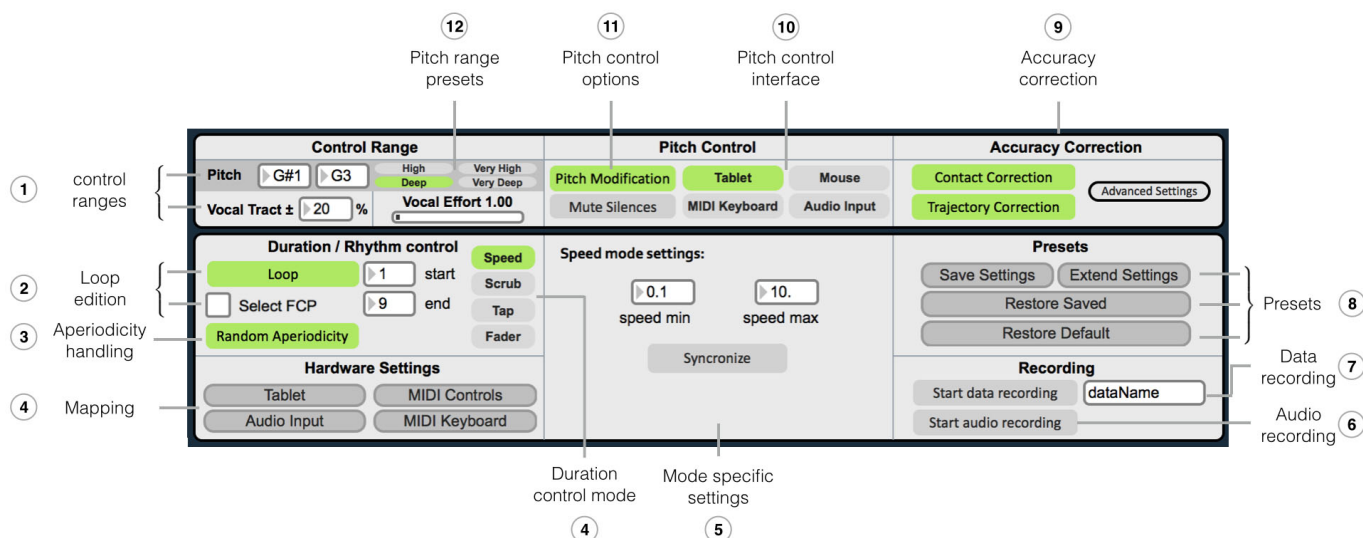 12
11
10
9
Pitch range
presets
Pitch control
options
Pitch control
interface
Accuracy
correction
1
control
ranges
2
Loop
edition
3
Aperiodicity
handling
4
Mapping
Control Range
Pitch
G#1
G3
High
Very High
Deep
Very Deep
Vocal Tract ±
20
%
Vocal Effort 1.00
Pitch Control
Pitch Modification
Tablet
Mouse
Mute Silences
MIDI Keyboard
Audio Input
Accuracy Correction
Contact Correction
Trajectory Correction
Advanced Settings
Duration / Rhythm control
Loop
1
start
Select FCP
9
end
Random Aperiodicity
Speed
Scrub
Tap
Fader
Hardware Settings
Tablet
MIDI Controls
Audio Input
MIDI Keyboard
Speed mode settings:
0.1
10.
speed min
speed max
Syncronize
Presets
Save Settings
Extend Settings
Restore Saved
Restore Default
Recording
Start data recording
dataName
Start audio recording
Presets
8
Data
recording
7
Audio
recording
6
Duration
control mode
4
Mode specific
settings
5